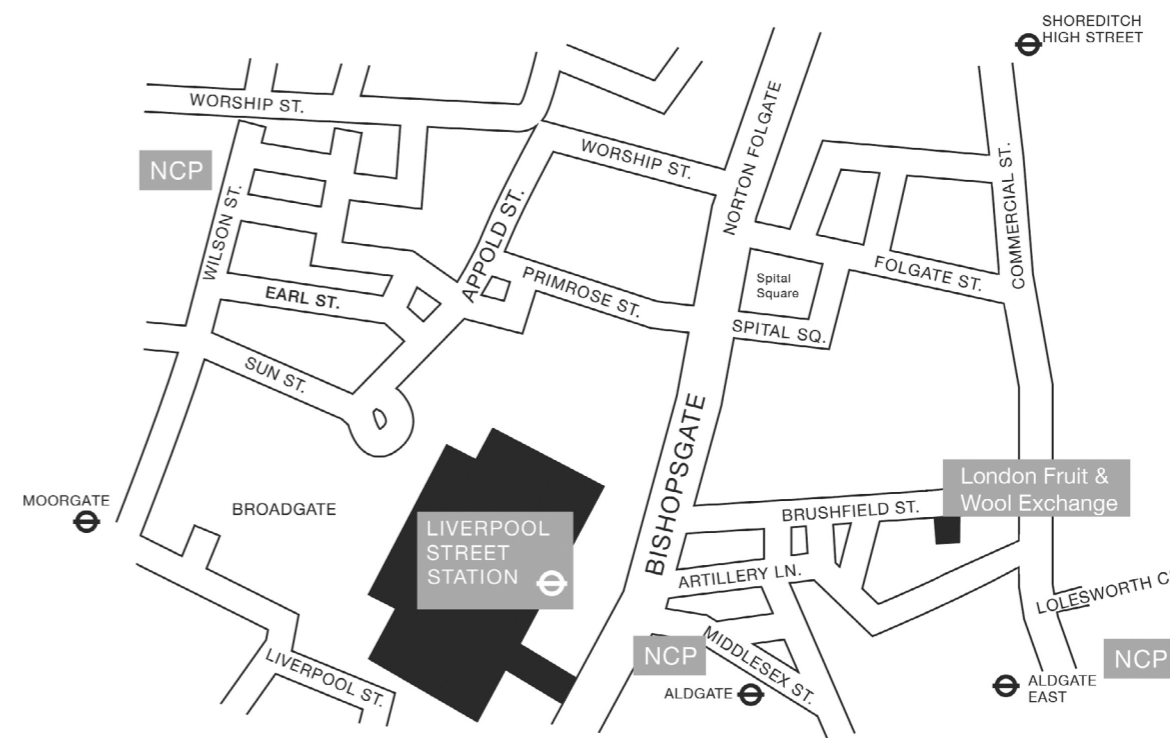 SHOREDITCH
HIGH STREET
WORSHIP ST.
NCP
WORSHIP ST.
NORTON FOLGATE
COMMERCIAL ST.
WILSON ST.
APPOLD ST.
EARL ST.
PRIMROSE ST.
Spital
Square
FOLGATE ST.
SPITAL SQ.
SUN ST.
BISHOPSGATE
MOORGATE
BROADGATE
LIVERPOOL
STREET
STATION
London Fruit &
Wool Exchange
BRUSHFIELD ST.
ARTILLERY LN.
LOLESWORTH
LIVERPOOL ST.
NCP
MIDDLESEX ST.
ALDGATE
ALDGATE
EAST
NCP